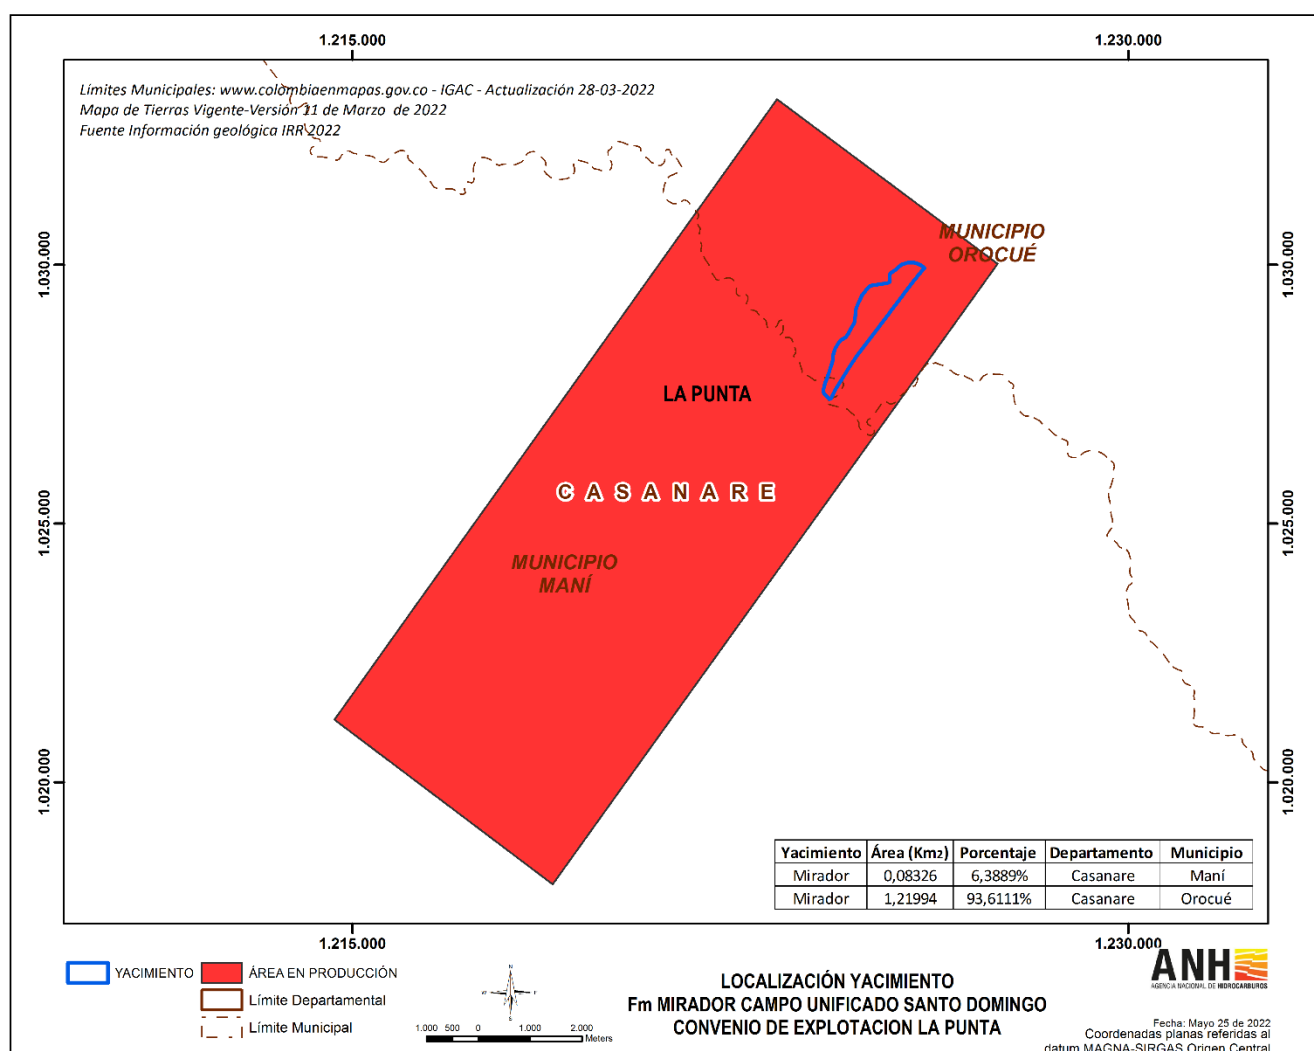 1.215.000
1.230.000
Límites Municipales: www.colombiaenmapas.gov.co - IGAC - Actualización 28-03-2022
Mapa de Tierras Vigente-Versión 11 de Marzo de 2022
Fuente Información geológica IRR 2022
MUNICIPIO
OROCUÉ
1.030.000
1.030.000
LA PUNTA
CASANARE
1.025.000
1.025.000
MUNICIPIO
MANÍ
1.020.000
1.020.000
Yacimiento Área (Km2) Porcentaje Departamento Municipio
Mirador 0,08326 6,3889% Casanare Maní
Mirador 1,21994 93,6111% Casanare Orocué
1.215.000
1.230.000
YACIMIENTO
ÁREA EN PRODUCCIÓN
Límite Departamental
Límite Municipal
N
S
1.000 500 0 1.000 2.000
Meters
LOCALIZACIÓN YACIMIENTO
Fm MIRADOR CAMPO UNIFICADO SANTO DOMINGO
CONVENIO DE EXPLOTACION LA PUNTA
ANH
AGENCIA NACIONAL DE HIDROCARBUROS
Fecha: Mayo 25 de 2022
Coordenadas planas referidas al
datum MAGNA-SIRGAS Origen Central